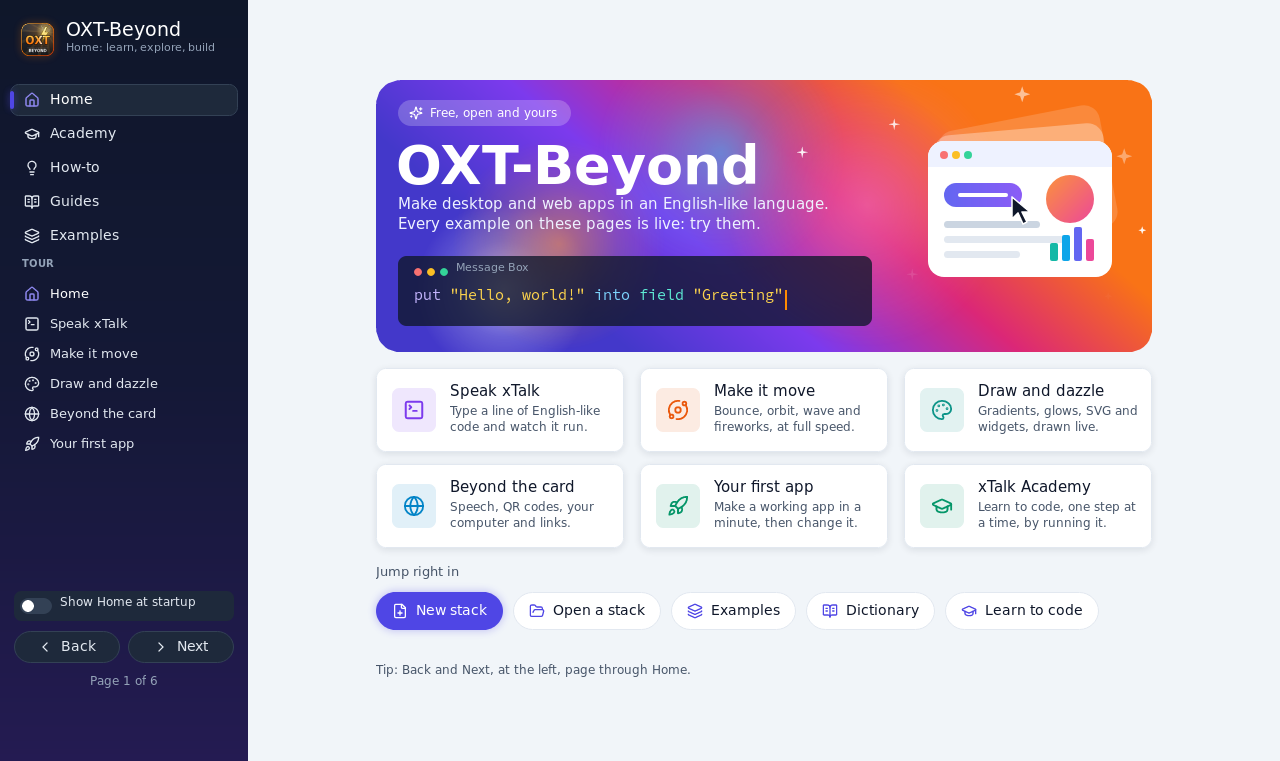 OXT
BEYOND
OXT-Beyond
Home: learn, explore, build
Home
Academy
How-to
Guides
Examples
TOUR
Home
Speak xTalk
Make it move
Draw and dazzle
Beyond the card
Your first app
Show Home at startup
Back
Next
Page 1 of 6
Free, open and yours
OXT-Beyond
Make desktop and web apps in an English-like language.
Every example on these pages is live: try them.
Message Box
put "Hello, world!" into field "Greeting"
Speak xTalk
Type a line of English-like
code and watch it run.
Make it move
Bounce, orbit, wave and
fireworks, at full speed.
Draw and dazzle
Gradients, glows, SVG and
widgets, drawn live.
Beyond the card
Speech, QR codes, your
computer and links.
Your first app
Make a working app in a
minute, then change it.
xTalk Academy
Learn to code, one step at
a time, by running it.
Jump right in
New stack
Open a stack
Examples
Dictionary
Learn to code
Tip: Back and Next, at the left, page through Home.